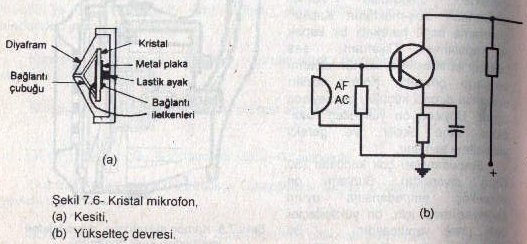 Diyafram
Kristal
Metal plaka
Lastik ayak
Bağlantı
çubuğu
Bağlantı
iletkenleri
(a)
AF
AC
+
(b)
Şekil 7.6- Kristal mikrofon,
(a) Kesiti,
(b) Yükselteç devresi.